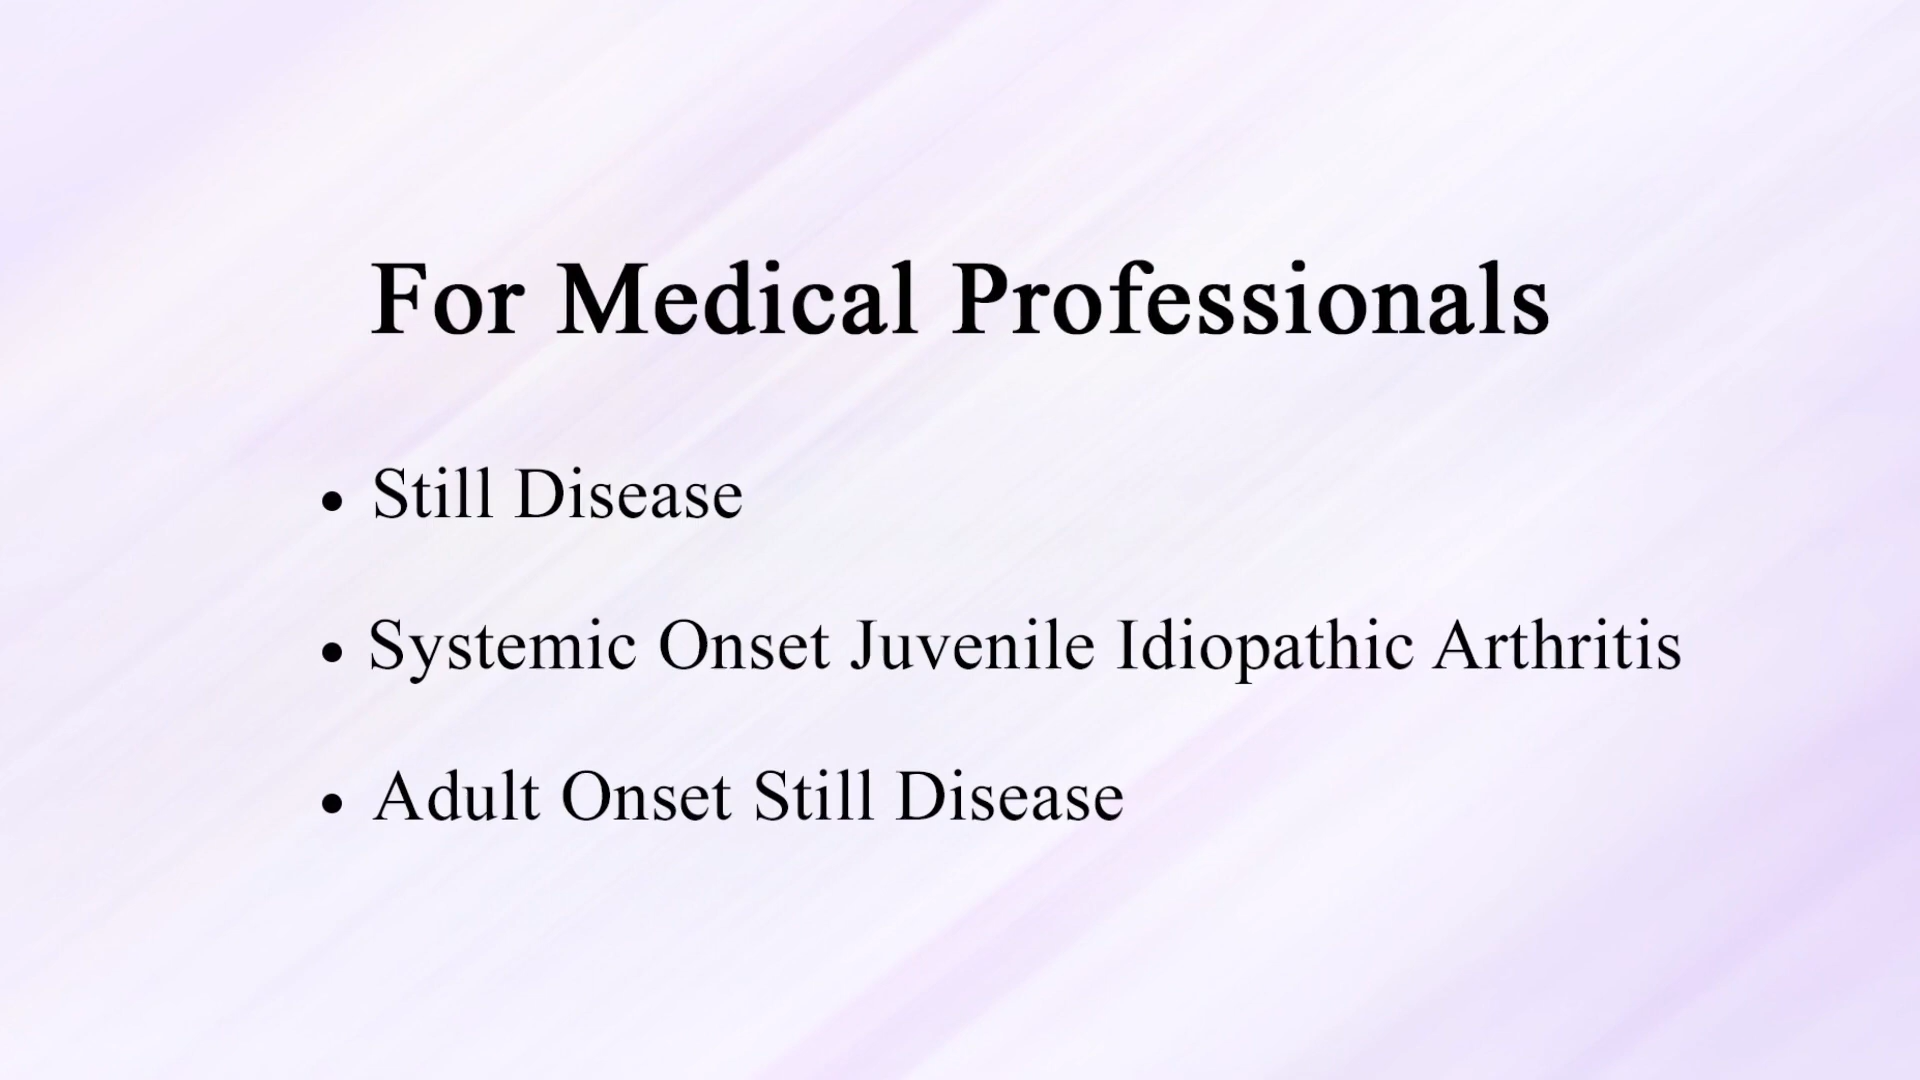 For Medical Professionals
• Still Disease
• Systemic Onset Juvenile Idiopathic Arthritis
• Adult Onset Still Disease